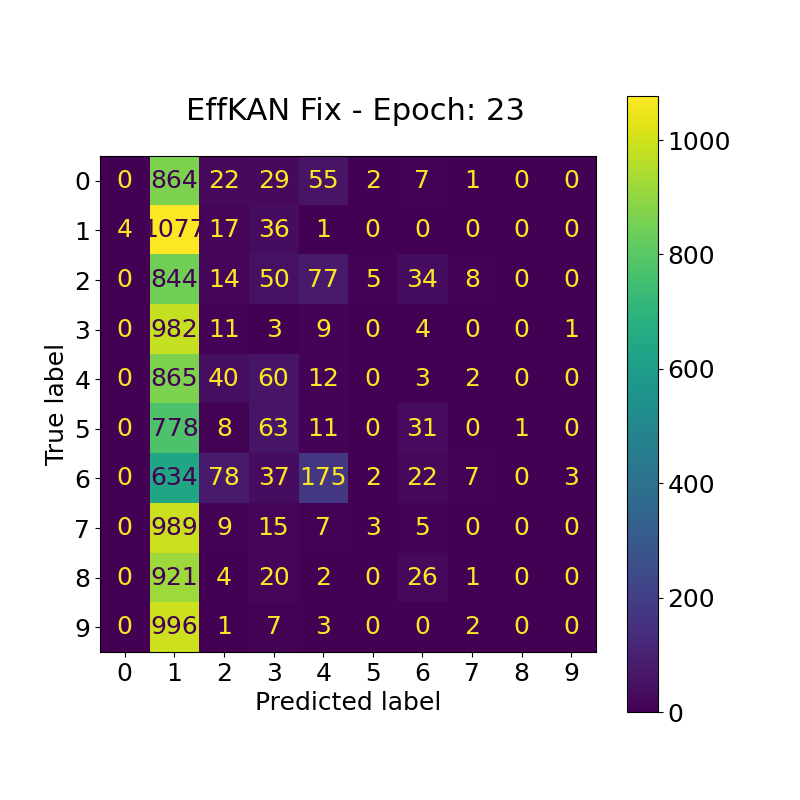 EffKAN Fix - Epoch: 23
1000
800
600
400
200
0
True label
0 0 864 22 29 55 2 7 1 0 0
1 4 1077 17 36 1 0 0 0 0 0
2 0 844 14 50 77 5 34 8 0 0
3 0 982 11 3 9 0 4 0 0 1
4 0 865 40 60 12 0 3 2 0 0
5 0 778 8 63 11 0 31 0 1 0
6 0 634 78 37 175 2 22 7 0 3
7 0 989 9 15 7 3 5 0 0 0
8 0 921 4 20 2 0 26 1 0 0
9 0 996 1 7 3 0 0 2 0 0
0 1 2 3 4 5 6 7 8 9
Predicted label